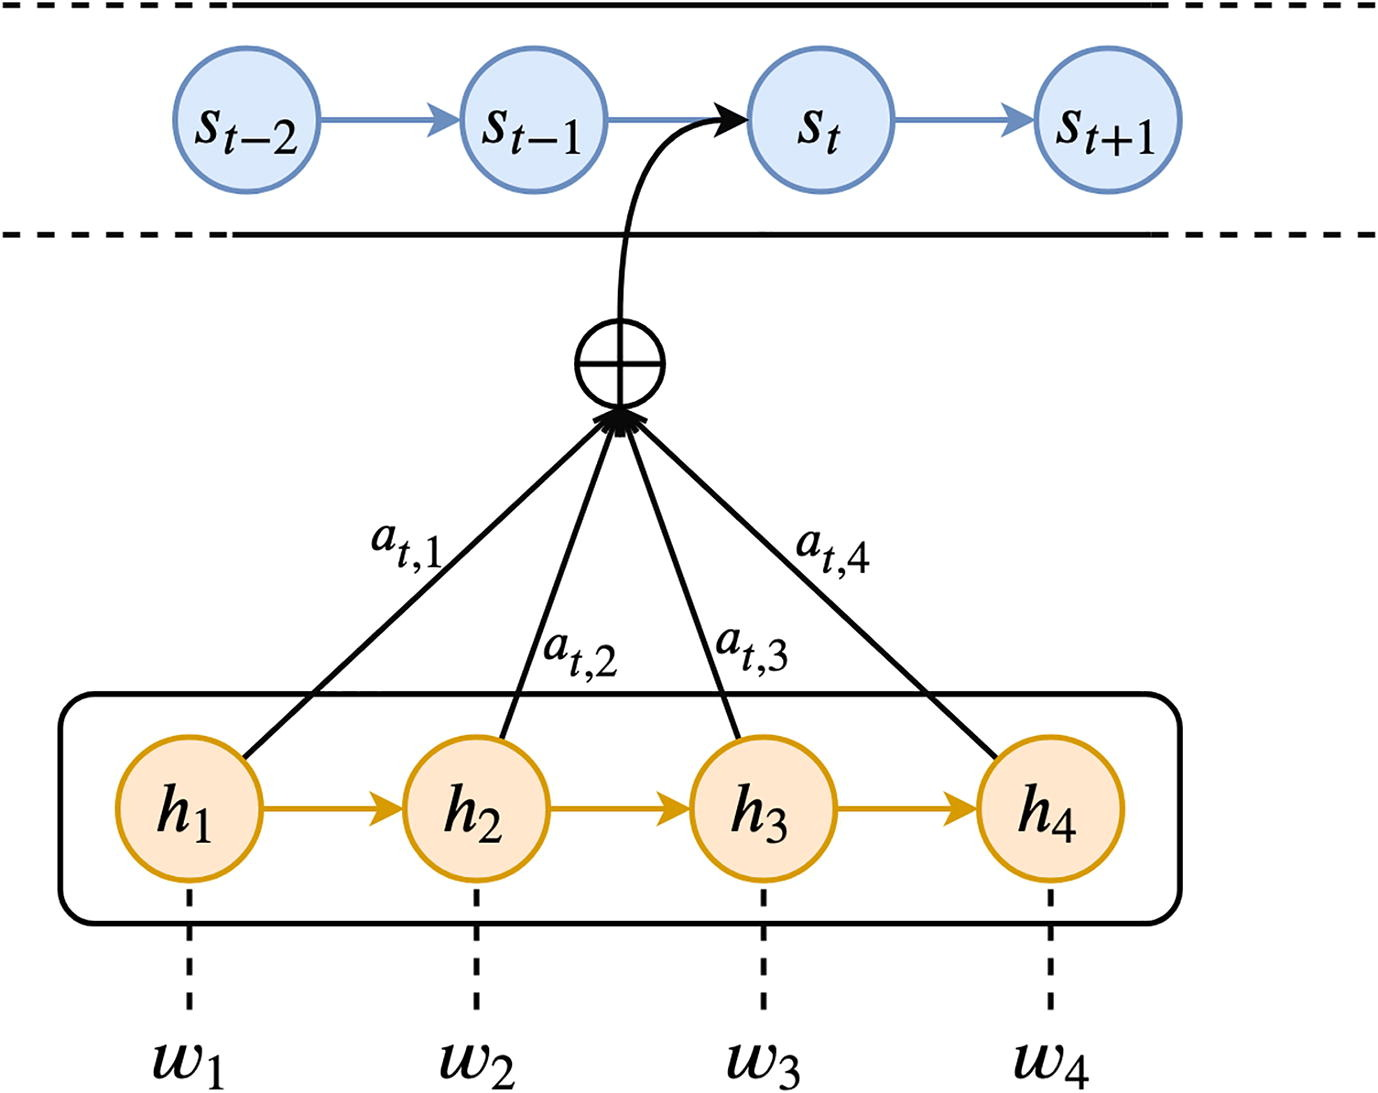 s_{t−2} s_{t−1} s_t s_{t+1}
a_{t,1} a_{t,4}
a_{t,2} a_{t,3}
h_1 h_2 h_3 h_4
w_1 w_2 w_3 w_4